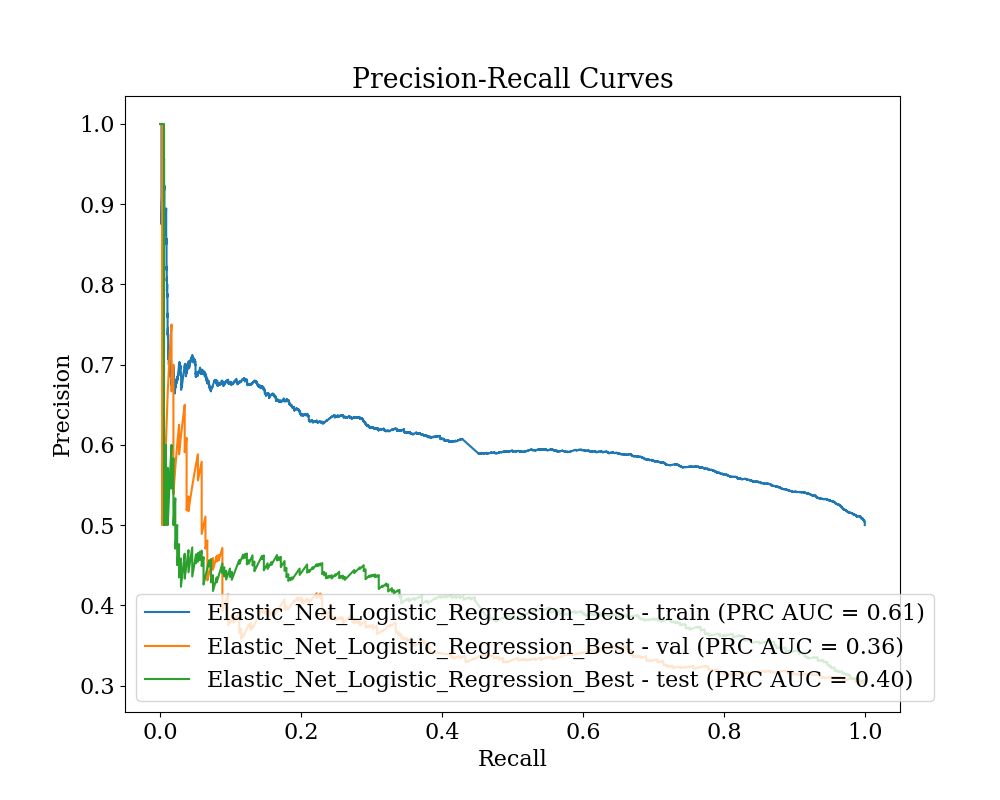 Precision-Recall Curves
1.0
0.9
0.8
0.7
0.6
0.5
0.4
0.3
Precision
Elastic_Net_Logistic_Regression_Best - train (PRC AUC = 0.61)
Elastic_Net_Logistic_Regression_Best - val (PRC AUC = 0.36)
Elastic_Net_Logistic_Regression_Best - test (PRC AUC = 0.40)
0.0 0.2 0.4 0.6 0.8 1.0
Recall